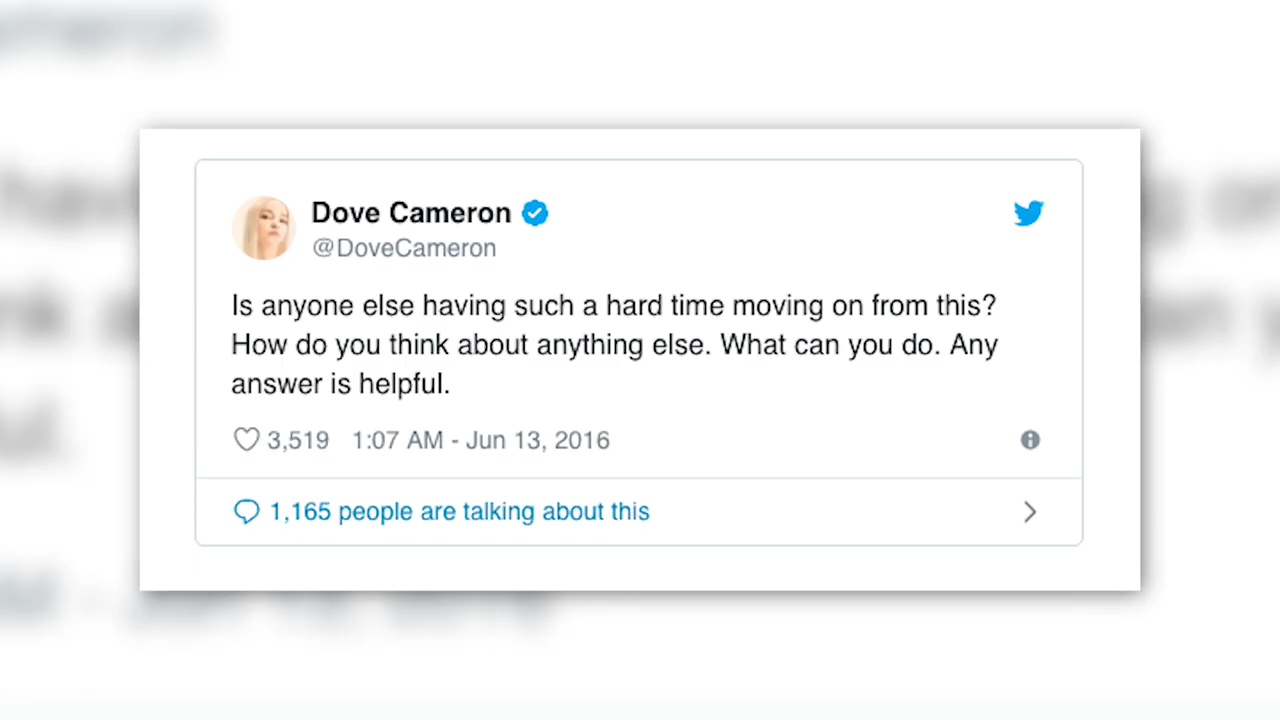 Dove Cameron
@DoveCameron
Is anyone else having such a hard time moving on from this?
How do you think about anything else. What can you do. Any
answer is helpful.
3,519 1:07 AM - Jun 13, 2016
1,165 people are talking about this